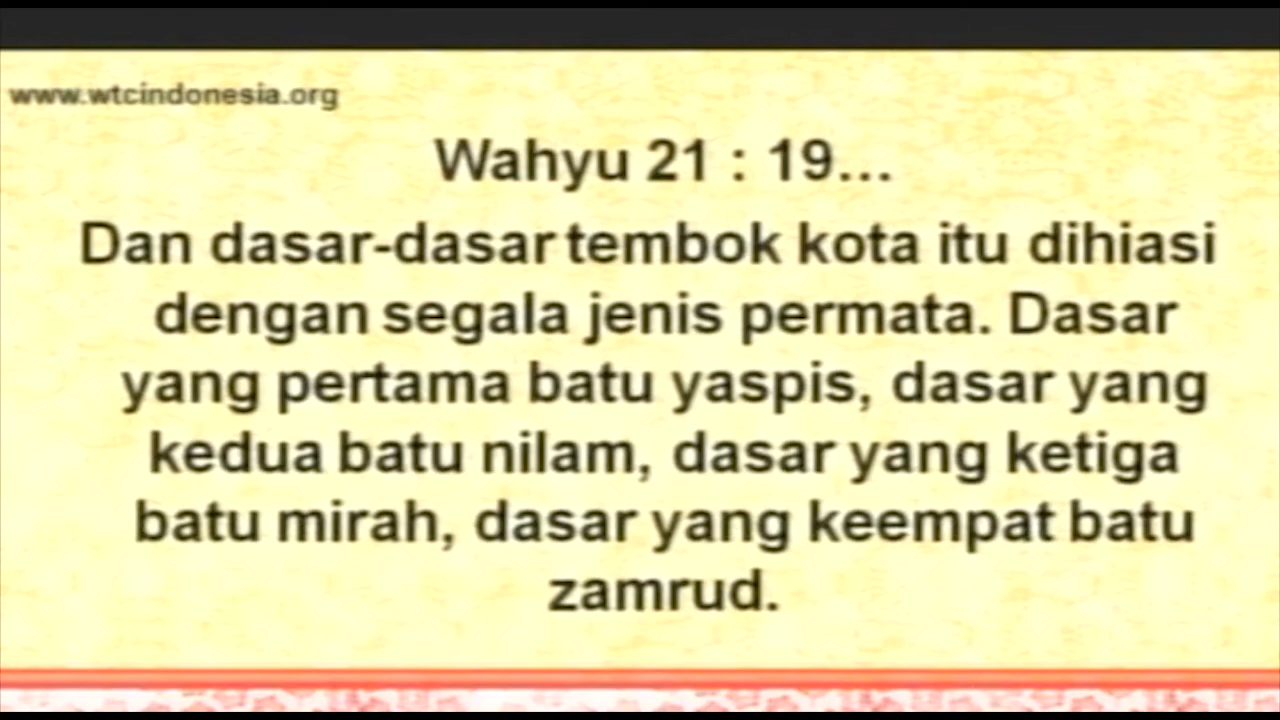 www.wtcindonesia.org
Wahyu 21 : 19...
Dan dasar-dasar tembok kota itu dihiasi
dengan segala jenis permata. Dasar
yang pertama batu yaspis, dasar yang
kedua batu nilam, dasar yang ketiga
batu mirah, dasar yang keempat batu
zamrud.